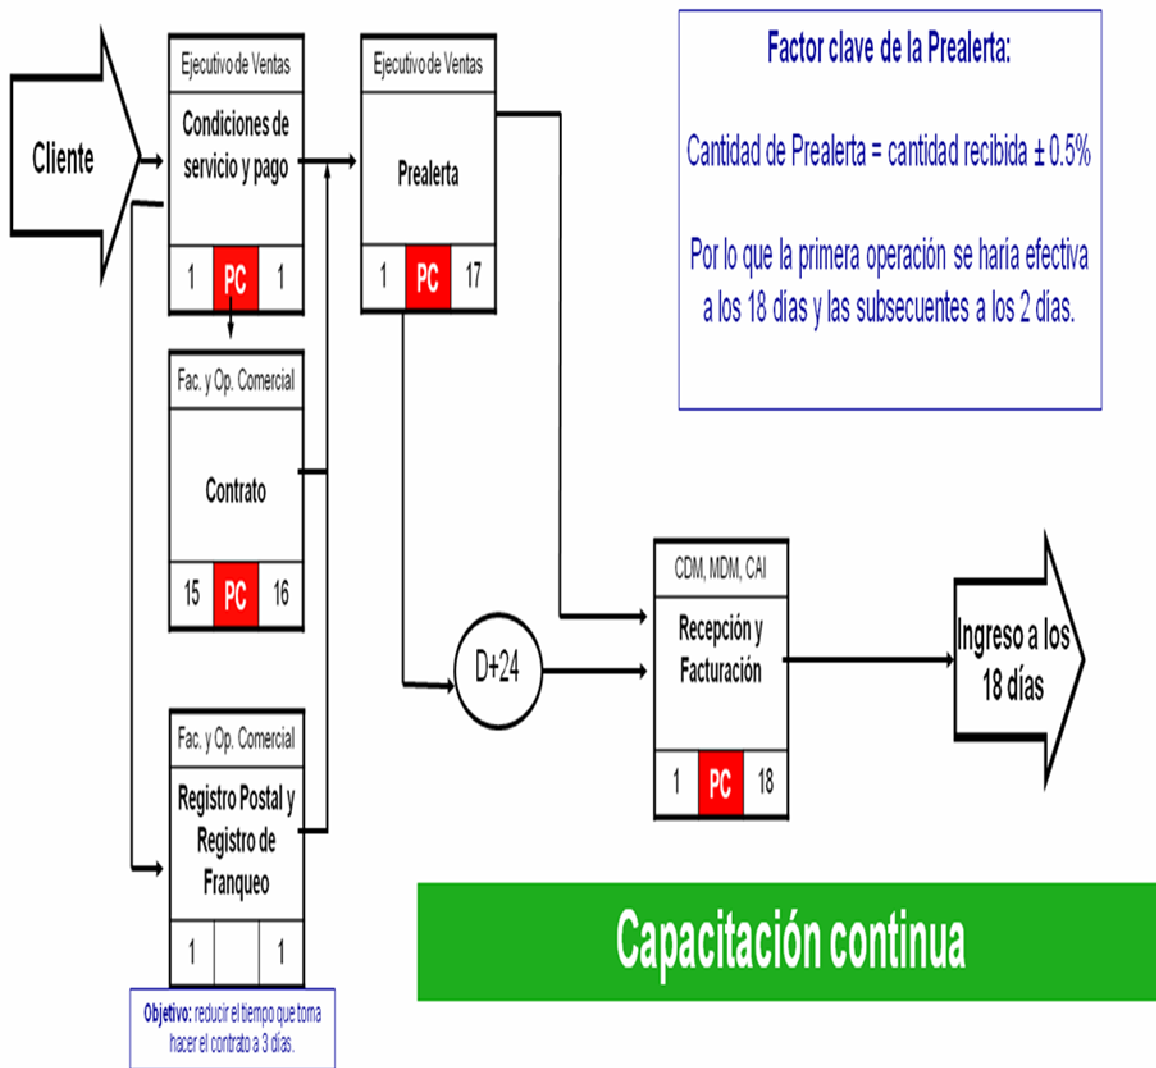 Cliente
Ejecutivo de Ventas
Condiciones de
servicio y pago
1 PC 1
Ejecutivo de Ventas
Prealerta
1 PC 17
Factor clave de la Prealerta:
Cantidad de Prealerta = cantidad recibida ± 0.5%
Por lo que la primera operación se haría efectiva
a los 18 días y las subsecuentes a los 2 días.
Fac. y Op. Comercial
Contrato
15 PC 16
Fac. y Op. Comercial
Registro Postal y
Registro de
Franqueo
1 1
Objetivo: reducir el tiempo que toma
hacer el contrato a 3 días.
D+24
CDM, MDM, CAI
Recepción y
Facturación
1 PC 18
Ingreso a los
18 días
Capacitación continua